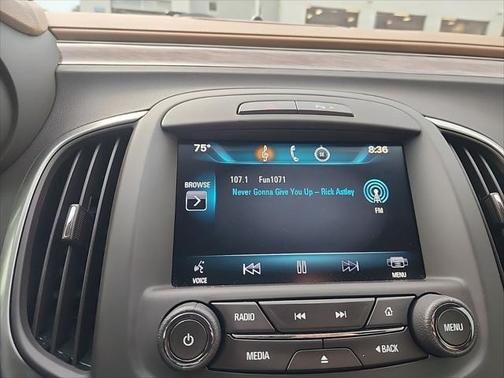 75° 8:36
107.1 Fun1071
BROWSE
Never Gonna Give You Up – Rick Astley
FM
VOICE
MENU
RADIO
MENU
MEDIA
BACK